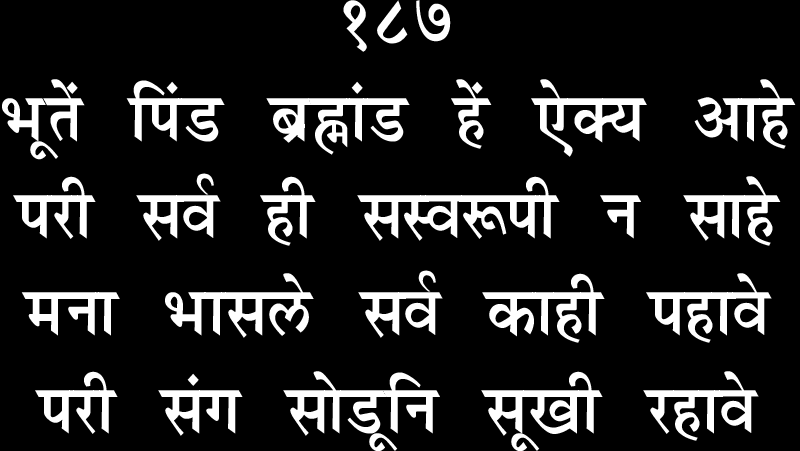 १८७
भूतें पिंड ब्रह्मांड हें ऐक्य आहे
परी सर्व ही सस्वरूपी न साहे
मना भासले सर्व काही पहावे
परी संग सोडूनि सूखी रहावे